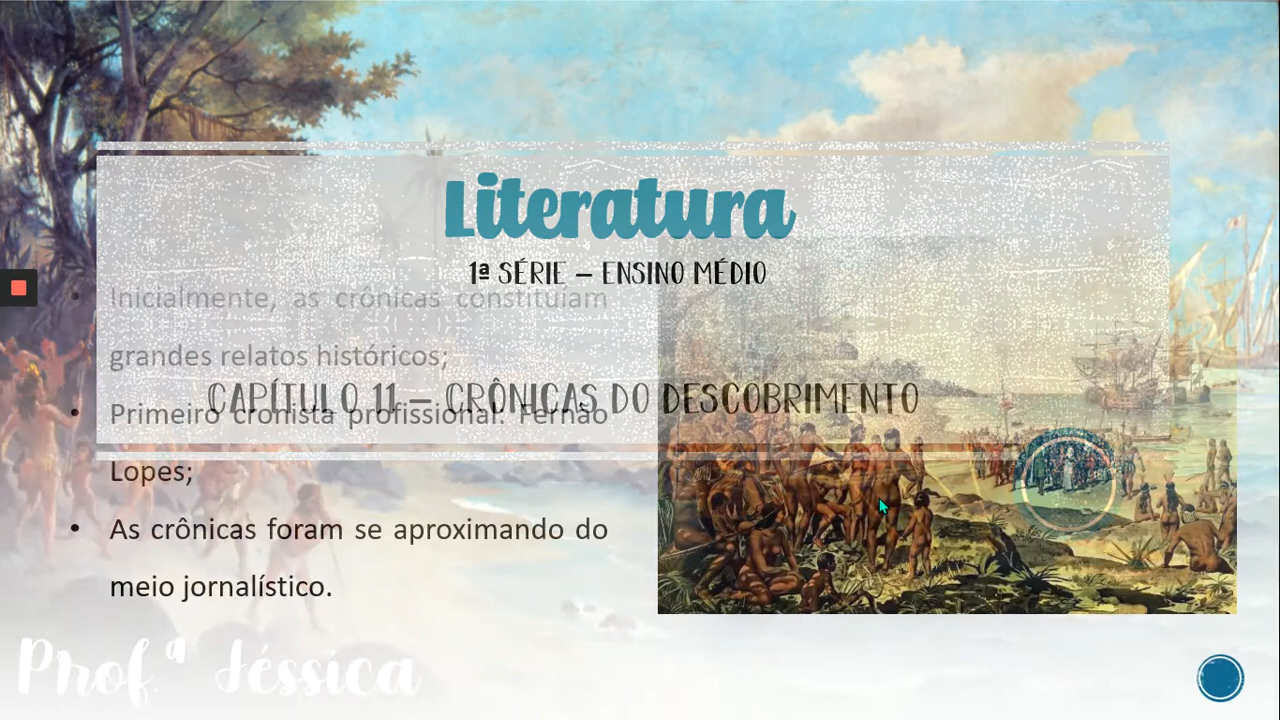 Literatura
1ª SÉRIE – ENSINO MÉDIO
• Inicialmente, as crônicas constituíam
grandes relatos históricos;
CAPÍTULO 11 – CRÔNICAS DO DESCOBRIMENTO
• Primeiro cronista profissional: Fernão
Lopes;
• As crônicas foram se aproximando do
meio jornalístico.
Prof.ª Jéssica